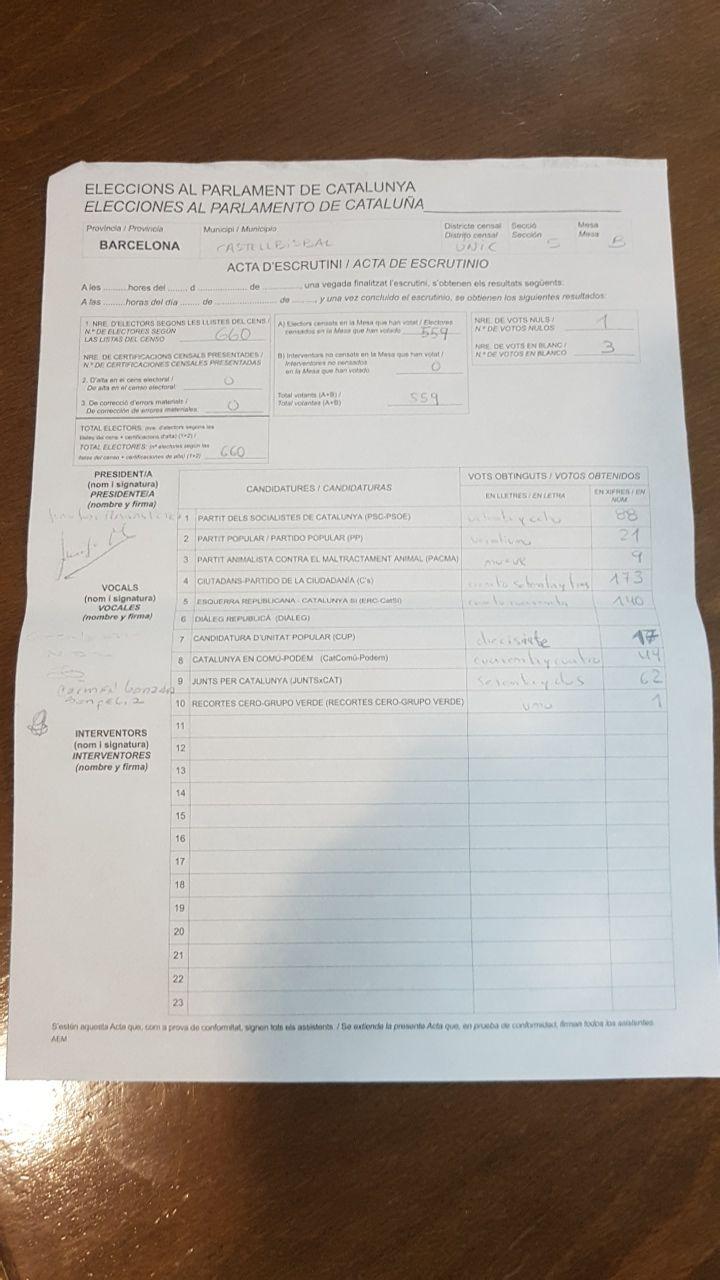 ELECCIONS AL PARLAMENT DE CATALUNYA
ELECCIONES AL PARLAMENTO DE CATALUÑA
Provincia / Provincia
BARCELONA
Municipi / Municipio
CASTELLBISBAL
Districte censal
Distrito censal
UNIC
Secció
Sección
5
Mesa
Mesa
B
ACTA D'ESCRUTINI / ACTA DE ESCRUTINIO
A les ........ hores del ....... d ..................... de .............., una vegada finalitzat l'escrutini, s'obtenen els resultats següents:
A las ........ horas del día ....... de ..................... de ........, y una vez concluido el escrutinio, se obtienen los siguientes resultados:
1. NRE. D'ELECTORS SEGONS LES LLISTES DEL CENS /
N.º DE ELECTORES SEGÚN
LAS LISTAS DEL CENSO
660
NRE. DE CERTIFICACIONS CENSALS PRESENTADES /
N.º DE CERTIFICACIONES CENSALES PRESENTADAS
2. D'alta en el cens electoral /
De alta en el censo electoral
0
3. De correcció d'errors materials /
De corrección de errores materiales
0
TOTAL ELECTORS: (nre. d'electors segons les
llistes del cens + certificacions d'alta) (1+2) /
TOTAL ELECTORES: (nº electores según las
listas del censo + certificaciones de alta) (1+2)
660
A) Electors censats en la Mesa que han votat / Electores
censados en la Mesa que han votado
559
B) Interventors no censats en la Mesa que han votat /
Interventores no censados
en la Mesa que han votado
0
Total votants (A+B) /
Total votantes (A+B)
559
NRE. DE VOTS NULS /
N.º DE VOTOS NULOS
1
NRE. DE VOTS EN BLANC /
N.º DE VOTOS EN BLANCO
3
PRESIDENT/A
(nom i signatura)
PRESIDENTE/A
(nombre y firma)
VOCALS
(nom i signatura)
VOCALES
(nombre y firma)
Carmen
INTERVENTORS
(nom i signatura)
INTERVENTORES
(nombre y firma)
CANDIDATURES / CANDIDATURAS
VOTS OBTINGUTS / VOTOS OBTENIDOS
EN LLETRES / EN LETRA
EN XIFRES / EN NÚM
1 PARTIT DELS SOCIALISTES DE CATALUNYA (PSC-PSOE) ochenta y ocho 88
2 PARTIT POPULAR / PARTIDO POPULAR (PP) veintiuno 21
3 PARTIT ANIMALISTA CONTRA EL MALTRACTAMENT ANIMAL (PACMA) nueve 9
4 CIUTADANS-PARTIDO DE LA CIUDADANÍA (C's) ciento setenta y tres 173
5 ESQUERRA REPUBLICANA - CATALUNYA SÍ (ERC-CatSí) ciento cuarenta 140
6 DIÀLEG REPUBLICÀ (DIÀLEG)
7 CANDIDATURA D'UNITAT POPULAR (CUP) diecisiete 17
8 CATALUNYA EN COMÚ-PODEM (CatComú-Podem) cuarenta y cuatro 44
9 JUNTS PER CATALUNYA (JUNTSxCAT) sesenta y dos 62
10 RECORTES CERO-GRUPO VERDE (RECORTES CERO-GRUPO VERDE) uno 1
11
12
13
14
15
16
17
18
19
20
21
22
23
S'estén aquesta Acta que, com a prova de conformitat, signen tots els assistents. / Se extiende la presente Acta que, en prueba de conformidad, firman todos los asistentes.
AEM